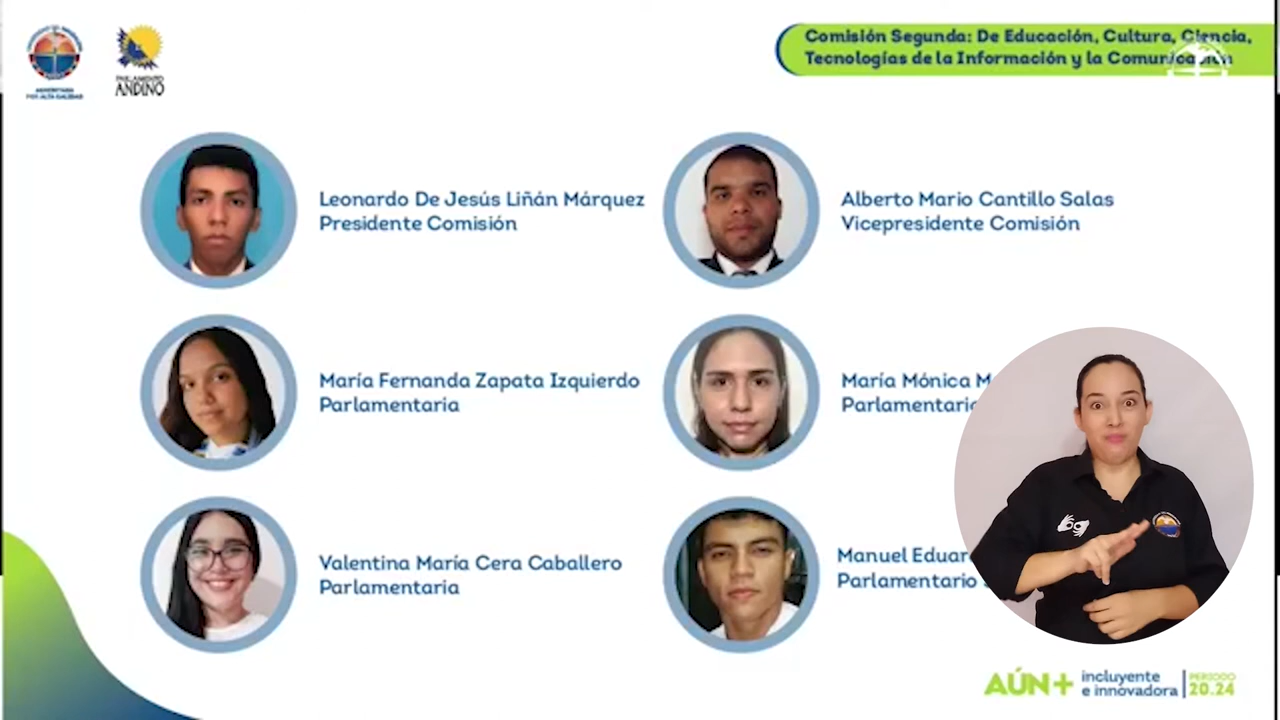 PARLAMENTO
ANDINO
Comisión Segunda: De Educación, Cultura, Ciencia,
Tecnologías de la Información y la Comunicación
Leonardo De Jesús Liñán Márquez
Presidente Comisión
Alberto Mario Cantillo Salas
Vicepresidente Comisión
María Fernanda Zapata Izquierdo
Parlamentaria
María Mónica M
Parlamentaria
Valentina María Cera Caballero
Parlamentaria
Manuel Eduar
Parlamentario
AÚN+ incluyente
e innovadora
PERIODO
20.24